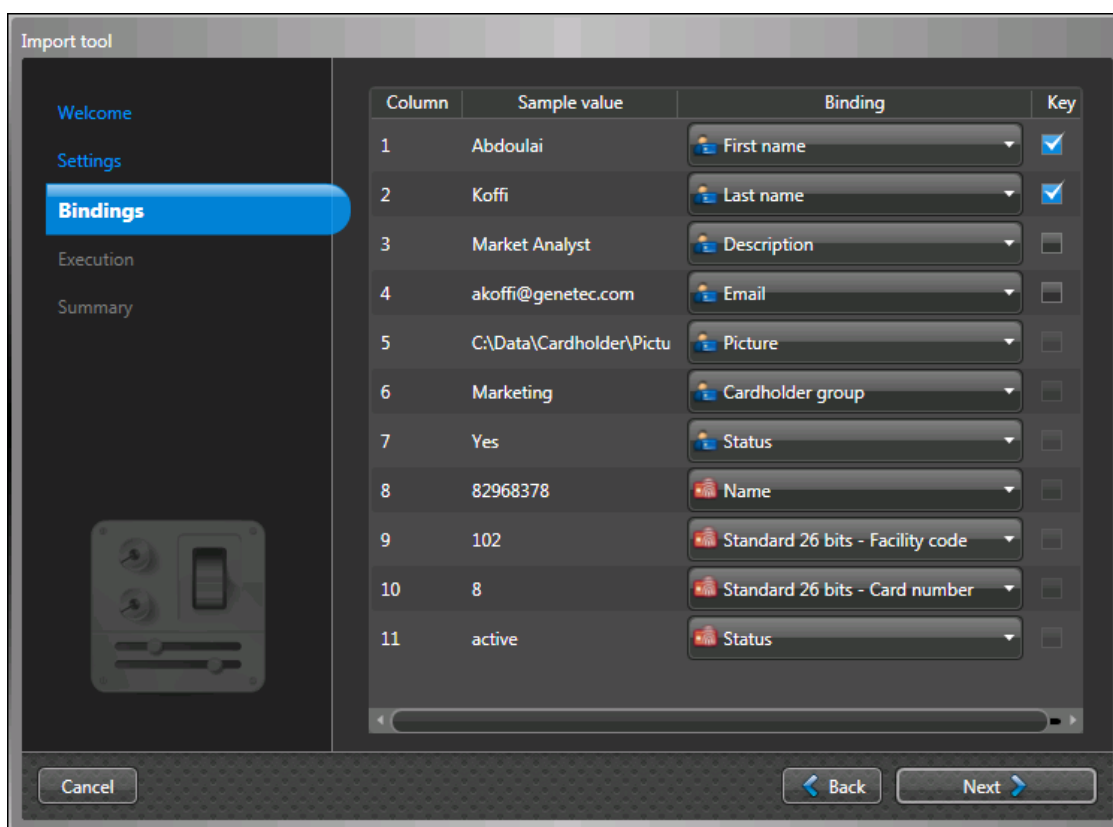 Import tool
Welcome
Settings
Bindings
Execution
Summary
Column Sample value Binding Key
1 Abdoulai First name
2 Koffi Last name
3 Market Analyst Description
4 akoffi@genetec.com Email
5 C:\Data\Cardholder\Pictu Picture
6 Marketing Cardholder group
7 Yes Status
8 82968378 Name
9 102 Standard 26 bits - Facility code
10 8 Standard 26 bits - Card number
11 active Status
Cancel Back Next